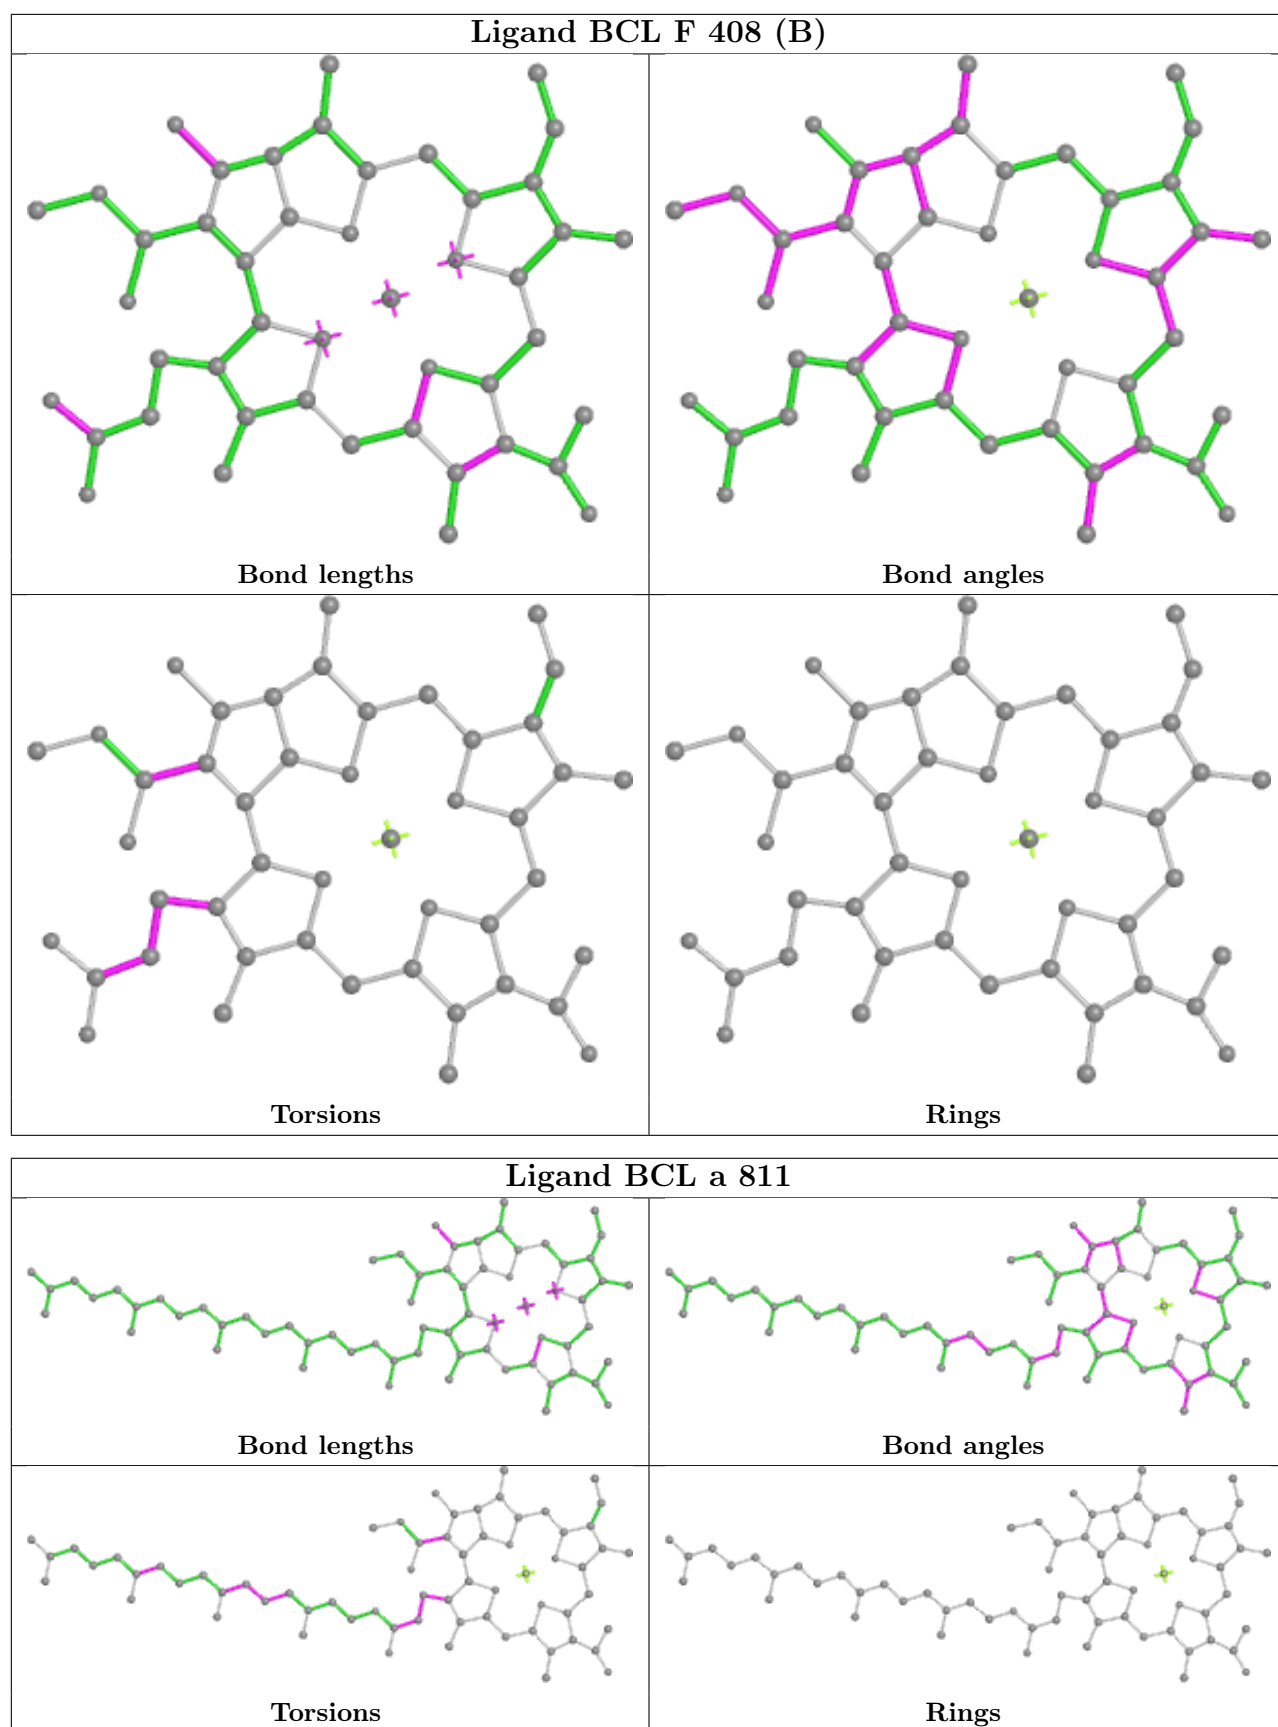 Ligand BCL F 408 (B)
Bond lengths
Bond angles
Torsions
Rings
Ligand BCL a 811
Bond lengths
Bond angles
Torsions
Rings